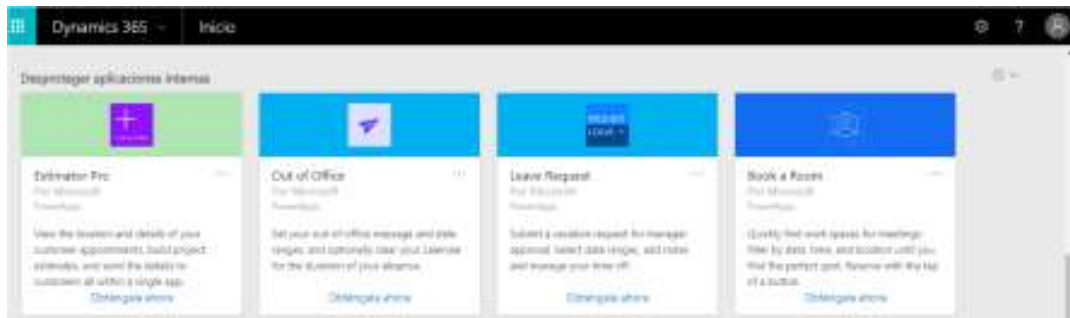 Dynamics 365
Inicio
?
Desproteger aplicaciones internas
Estimator Pro
Por Microsoft
PowerApps
View the location and details of your
customer appointments, build project
estimates, and send the details to
customers all within a single app.
Obténgala ahora
Out of Office
Por Microsoft
PowerApps
Set your out of office message and date
ranges, and optionally clear your calendar
for the duration of your absence.
Obténgala ahora
LEAVE
Leave Request
Por Microsoft
PowerApps
Submit a vacation request for manager
approval, select date ranges, add notes
and manage your time off.
Obténgala ahora
Book a Room
Por Microsoft
PowerApps
Quickly find work spaces for meetings:
filter by date, time, and location until you
find the perfect spot. Reserve with the tap
of a button.
Obténgala ahora